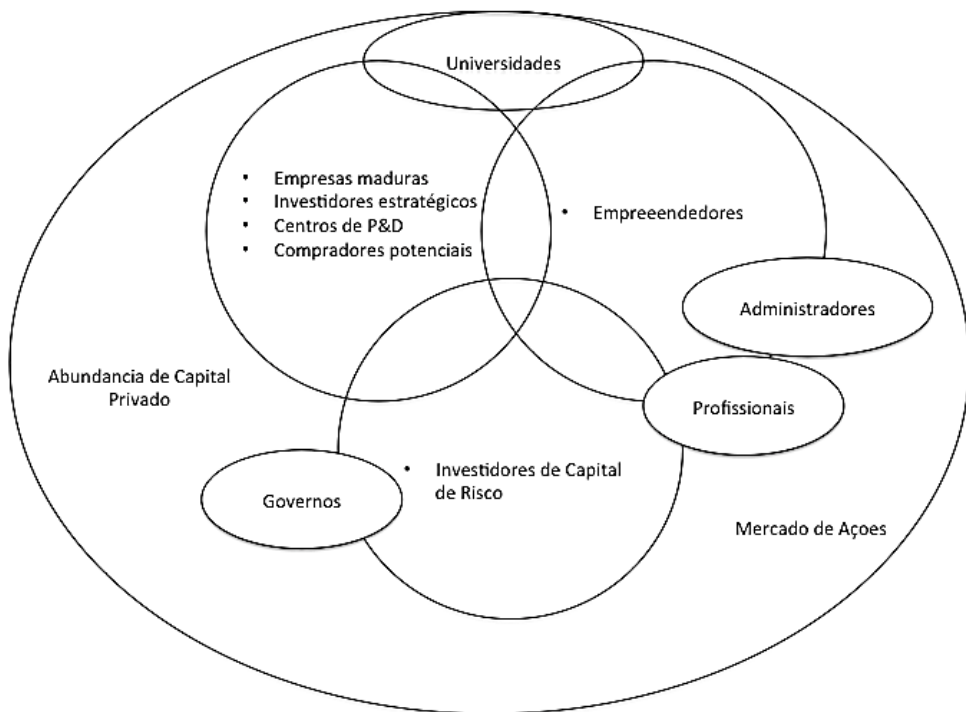 Universidades
• Empresas maduras
• Investidores estratégicos
• Centros de P&D
• Compradores potenciais
• Empreeendedores
Administradores
Abundancia de Capital
Privado
Profissionais
• Investidores de Capital
de Risco
Governos
Mercado de Açoes